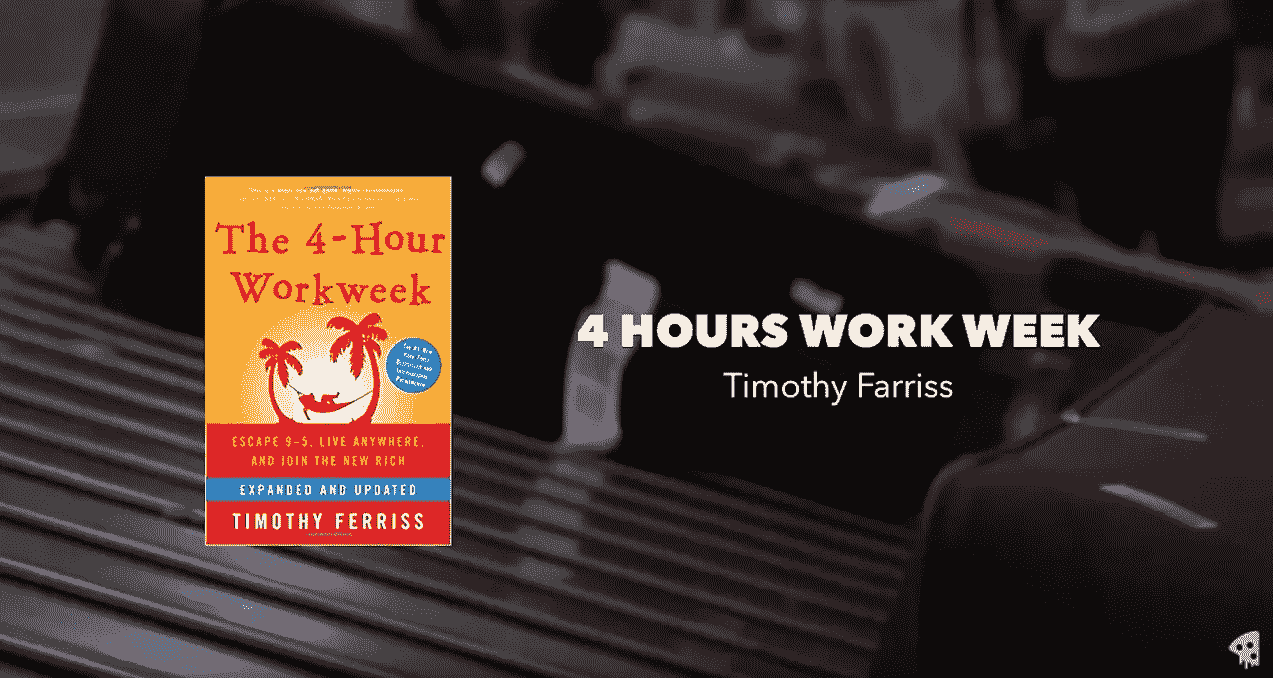 The 4-Hour
Workweek
ESCAPE 9-5, LIVE ANYWHERE,
AND JOIN THE NEW RICH
EXPANDED AND UPDATED
TIMOTHY FERRISS
4 HOURS WORK WEEK
Timothy Farriss